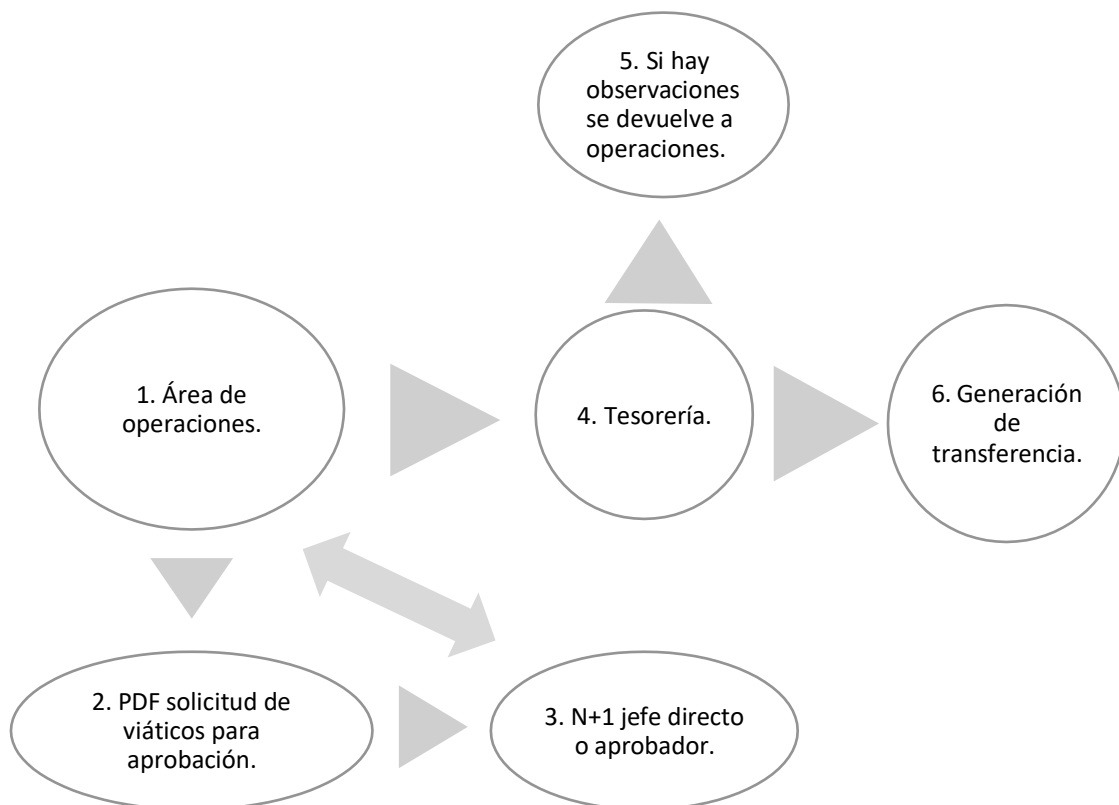 5. Si hay
observaciones
se devuelve a
operaciones.
1. Área de
operaciones.
4. Tesorería.
6. Generación
de
transferencia.
2. PDF solicitud de
viáticos para
aprobación.
3. N+1 jefe directo
o aprobador.